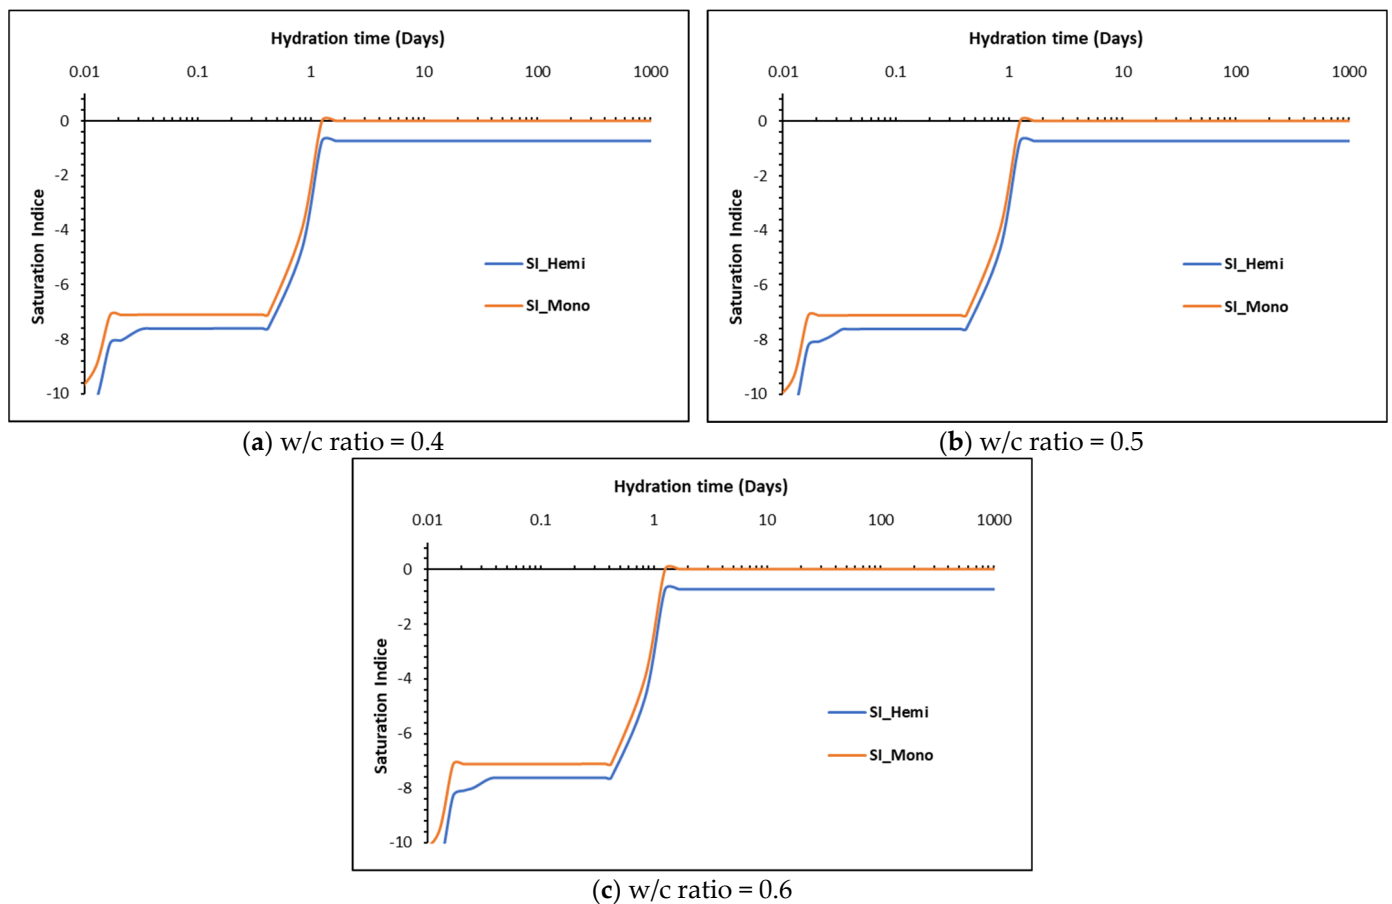 Hydration time (Days)
0.01 0.1 1 10 100 1000
0
-2
-4
-6
-8
-10
Saturation Indice
SI_Hemi
SI_Mono
(a) w/c ratio = 0.4
Hydration time (Days)
0.01 0.1 1 10 100 1000
0
-2
-4
-6
-8
-10
Saturation Indice
SI_Hemi
SI_Mono
(b) w/c ratio = 0.5
Hydration time (Days)
0.01 0.1 1 10 100 1000
0
-2
-4
-6
-8
-10
Saturation Indice
SI_Hemi
SI_Mono
(c) w/c ratio = 0.6